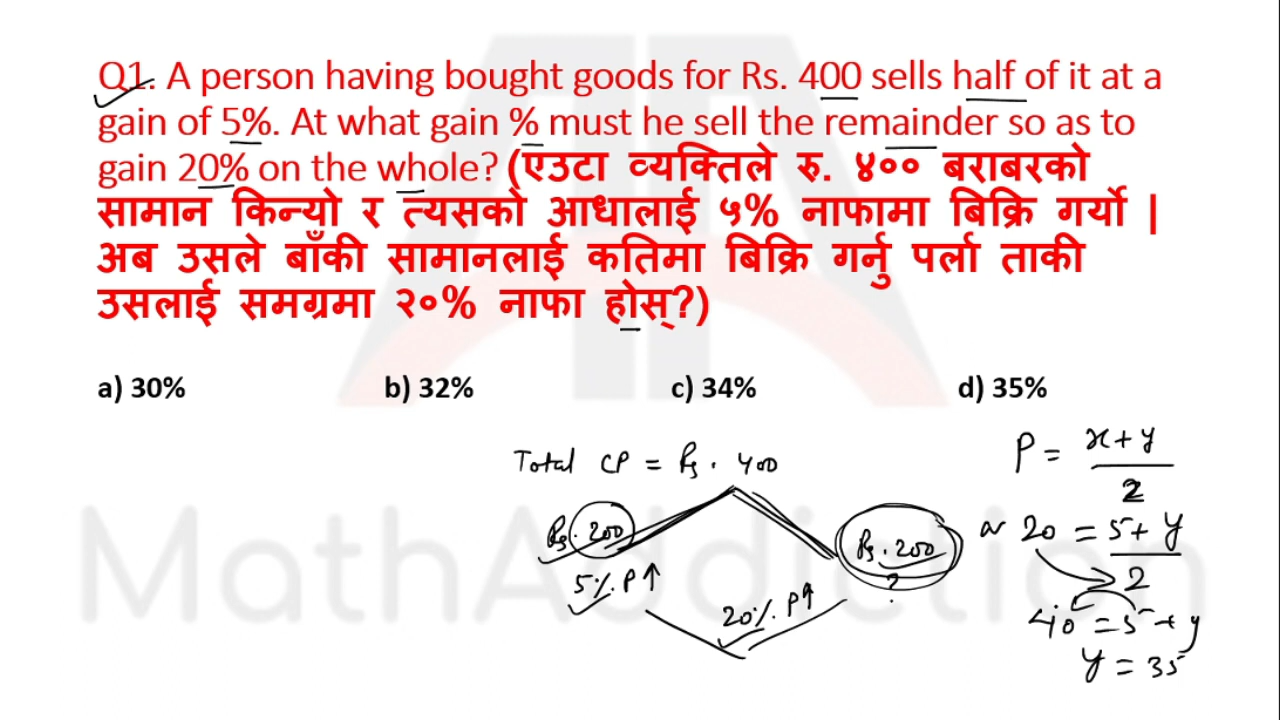 Q1. A person having bought goods for Rs. 400 sells half of it at a
gain of 5%. At what gain % must he sell the remainder so as to
gain 20% on the whole? (एउटा व्यक्तिले रु. ४०० बराबरको
सामान किन्यो र त्यसको आधालाई ५% नाफामा बिक्रि गर्यो |
अब उसले बाँकी सामानलाई कतिमा बिक्रि गर्नु पर्ला ताकी
उसलाई समग्रमा २०% नाफा होस्?)
a) 30% b) 32% c) 34% d) 35%
Total CP = Rs. 400
Rs. 200
Rs. 200
5% P↑
?
20% P↑
P = x+y
2
or 20 = 5+y
2
40 = 5+y
y = 35
MathAddiction